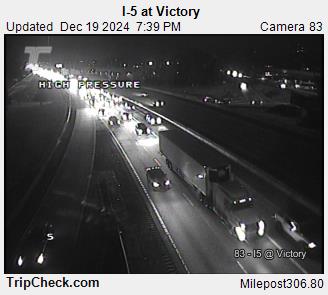 I-5 at Victory
Updated Dec 19 2024 7:39 PM Camera 83
HIGH PRESSURE
S
83 - I5 @ Victory
TripCheck.com Milepost306.80